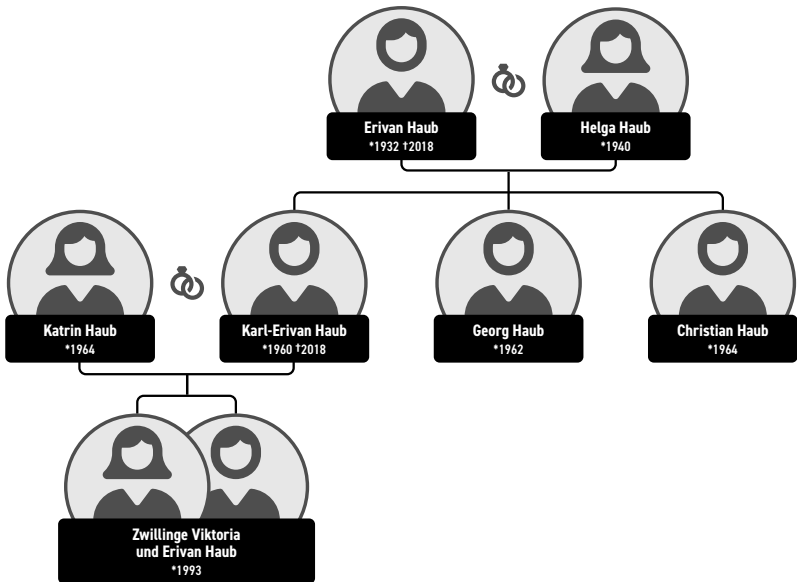 Erivan Haub
*1932 †2018
Helga Haub
*1940
Katrin Haub
*1964
Karl-Erivan Haub
*1960 †2018
Georg Haub
*1962
Christian Haub
*1964
Zwillinge Viktoria
und Erivan Haub
*1993